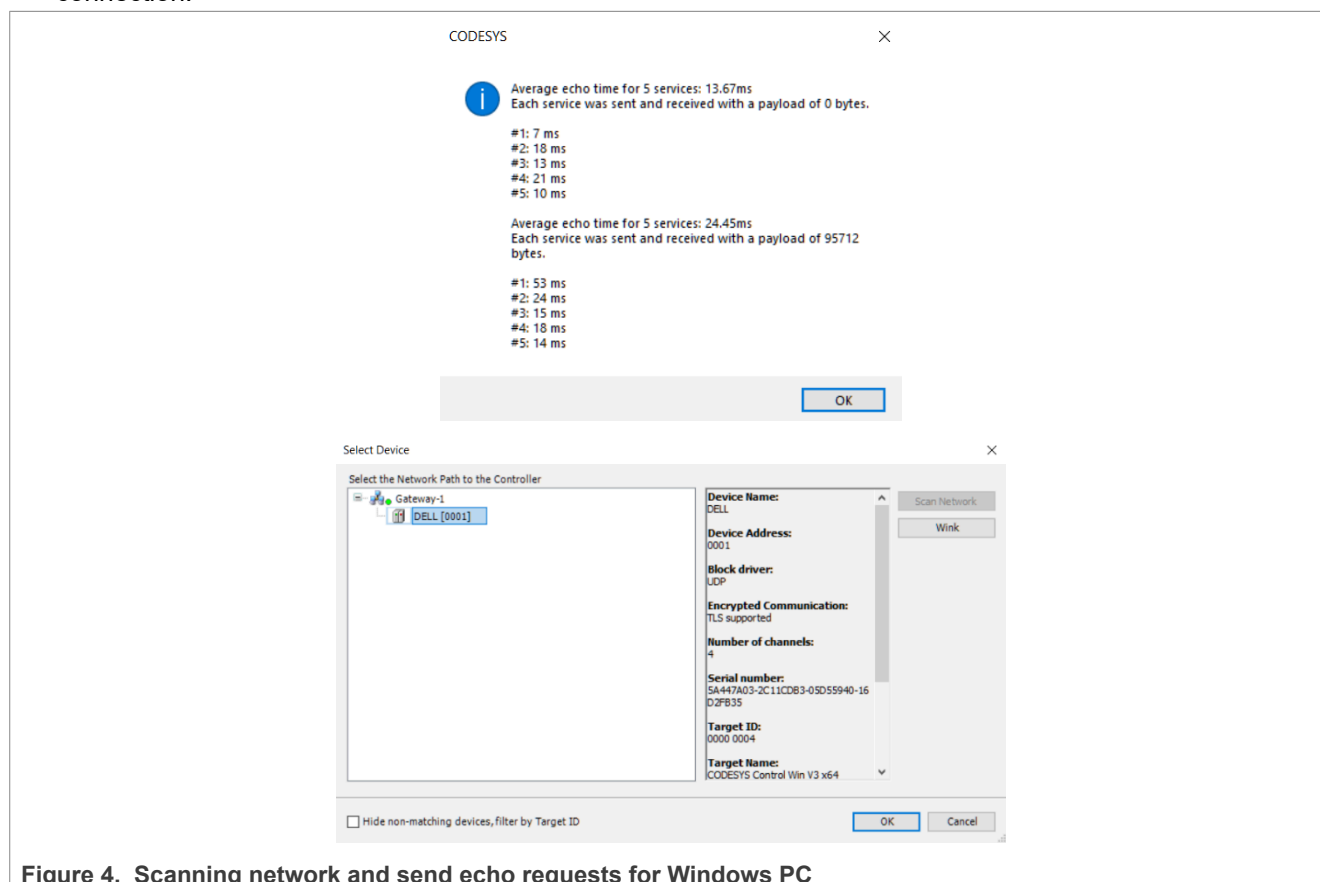 connection.
CODESYS
Average echo time for 5 services: 13.67ms
Each service was sent and received with a payload of 0 bytes.
#1: 7 ms
#2: 18 ms
#3: 13 ms
#4: 21 ms
#5: 10 ms
Average echo time for 5 services: 24.45ms
Each service was sent and received with a payload of 95712
bytes.
#1: 53 ms
#2: 24 ms
#3: 15 ms
#4: 18 ms
#5: 14 ms
OK
Select Device
Select the Network Path to the Controller
Gateway-1
DELL [0001]
Device Name:
DELL
Device Address:
0001
Block driver:
UDP
Encrypted Communication:
TLS supported
Number of channels:
4
Serial number:
5A447A03-2C11CDB3-05D55940-16
D2FB35
Target ID:
0000 0004
Target Name:
CODESYS Control Win V3 x64
Scan Network
Wink
Hide non-matching devices, filter by Target ID
OK
Cancel
Figure 4. Scanning network and send echo requests for Windows PC